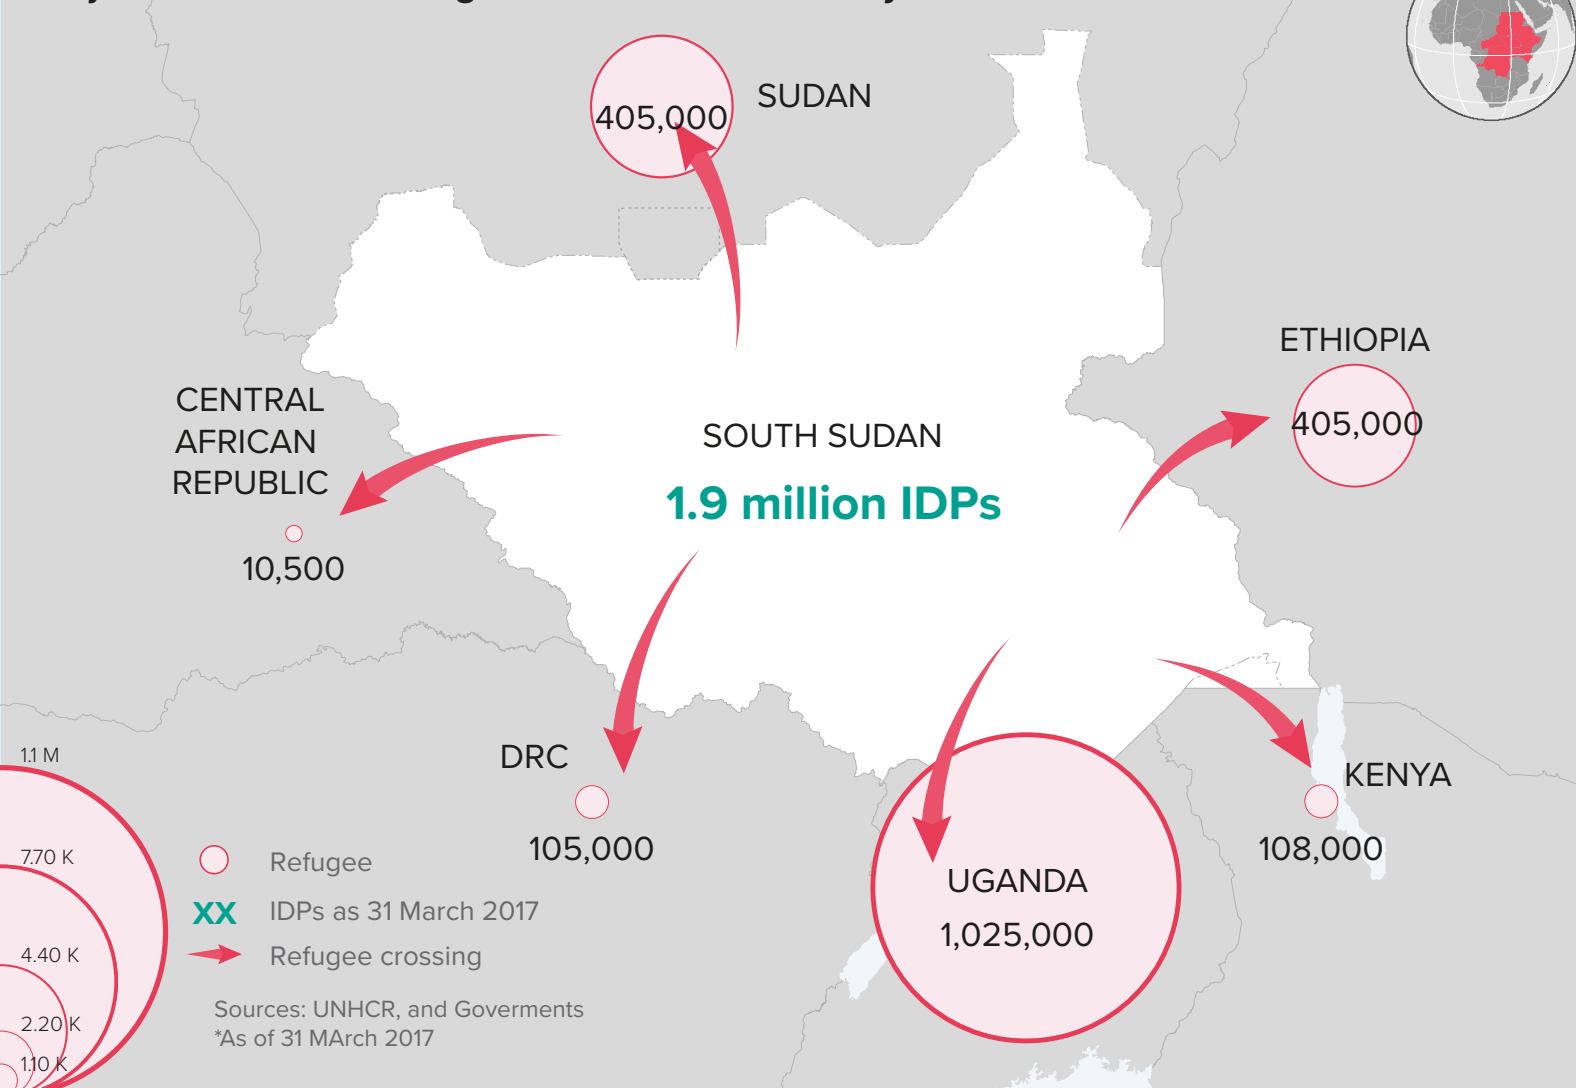 405,000
SUDAN
ETHIOPIA
405,000
CENTRAL
AFRICAN
REPUBLIC
10,500
SOUTH SUDAN
1.9 million IDPs
DRC
105,000
UGANDA
1,025,000
KENYA
108,000
1.1 M
7.70 K
4.40 K
2.20 K
1.10 K
Refugee
XX IDPs as 31 March 2017
Refugee crossing
Sources: UNHCR, and Goverments
*As of 31 MArch 2017